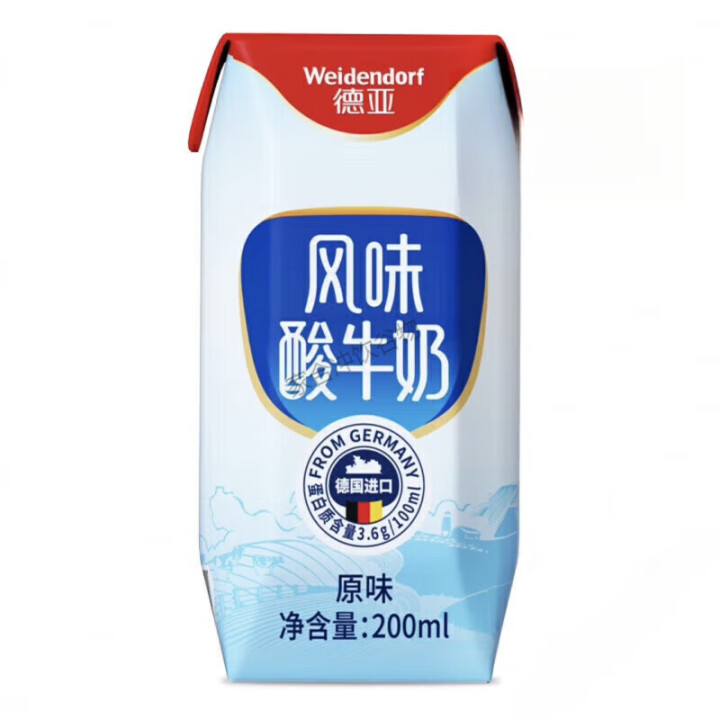 Weidendorf
德亚
风味
酸牛奶
FROM GERMANY
德国进口
蛋白质含量3.6g/100ml
原味
净含量:200ml